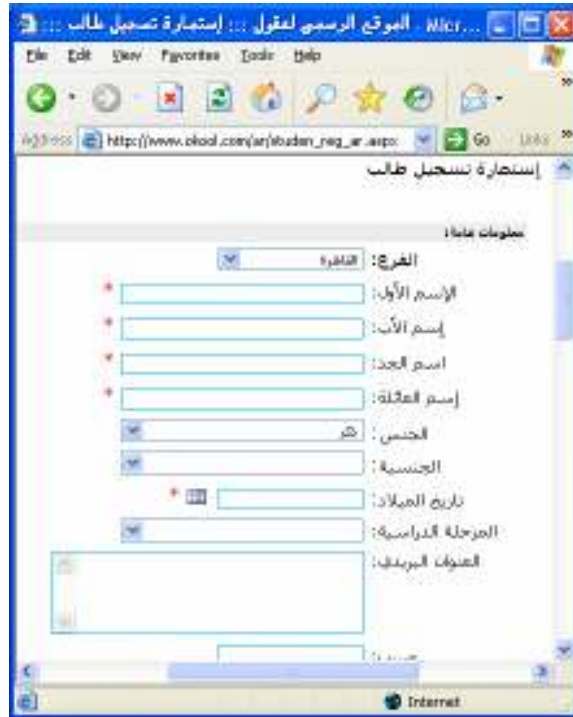 الموقع الرسمي لعقول ::: إستمارة تسجيل طالب ::: - Micr...
File Edit View Favorites Tools Help
Address http://www.okool.com/ar/studen_reg_ar.aspx Go Links
إستمارة تسجيل طالب
معلومات عامة:
الفرع: القاهرة
الإسم الأول: *
إسم الأب: *
اسم الجد: *
إسم العائلة: *
الجنس:
الجنسية:
تاريخ الميلاد: *
المرحلة الدراسية:
العنوان البريدي:
Internet